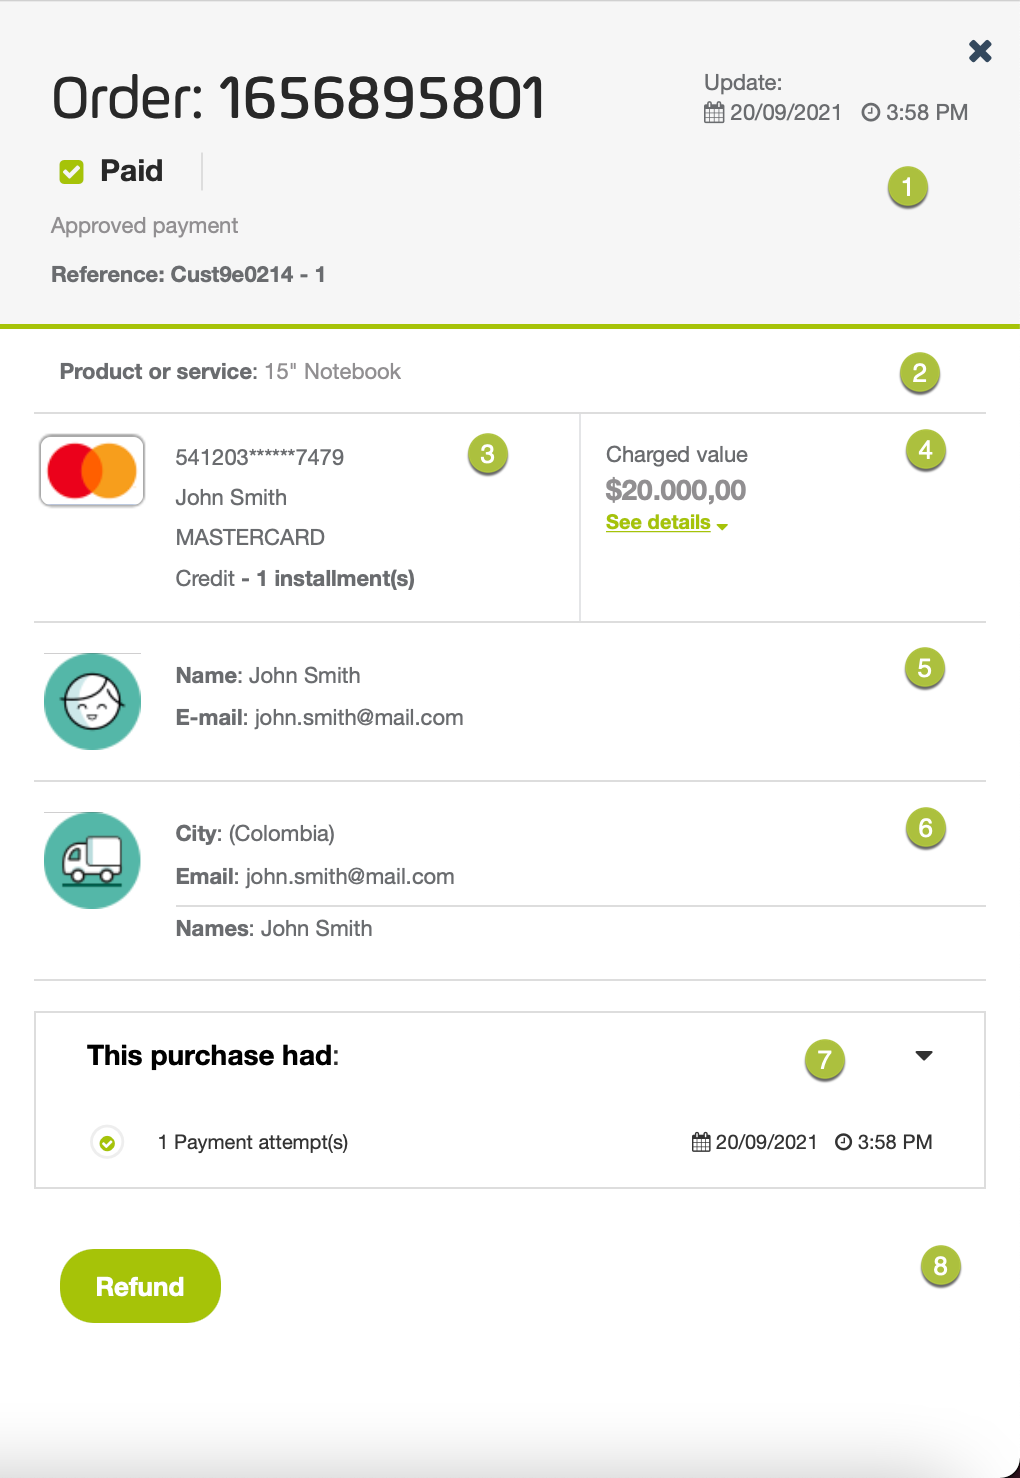 Order: 1656895801
Update:
20/09/2021 3:58 PM
Paid
1
Approved payment
Reference: Cust9e0214 - 1
Product or service: 15" Notebook
2
541203******7479
3
John Smith
MASTERCARD
Credit - 1 installment(s)
Charged value
4
$20.000,00
See details
Name: John Smith
5
E-mail: john.smith@mail.com
City: (Colombia)
6
Email: john.smith@mail.com
Names: John Smith
This purchase had:
7
1 Payment attempt(s) 20/09/2021 3:58 PM
Refund
8